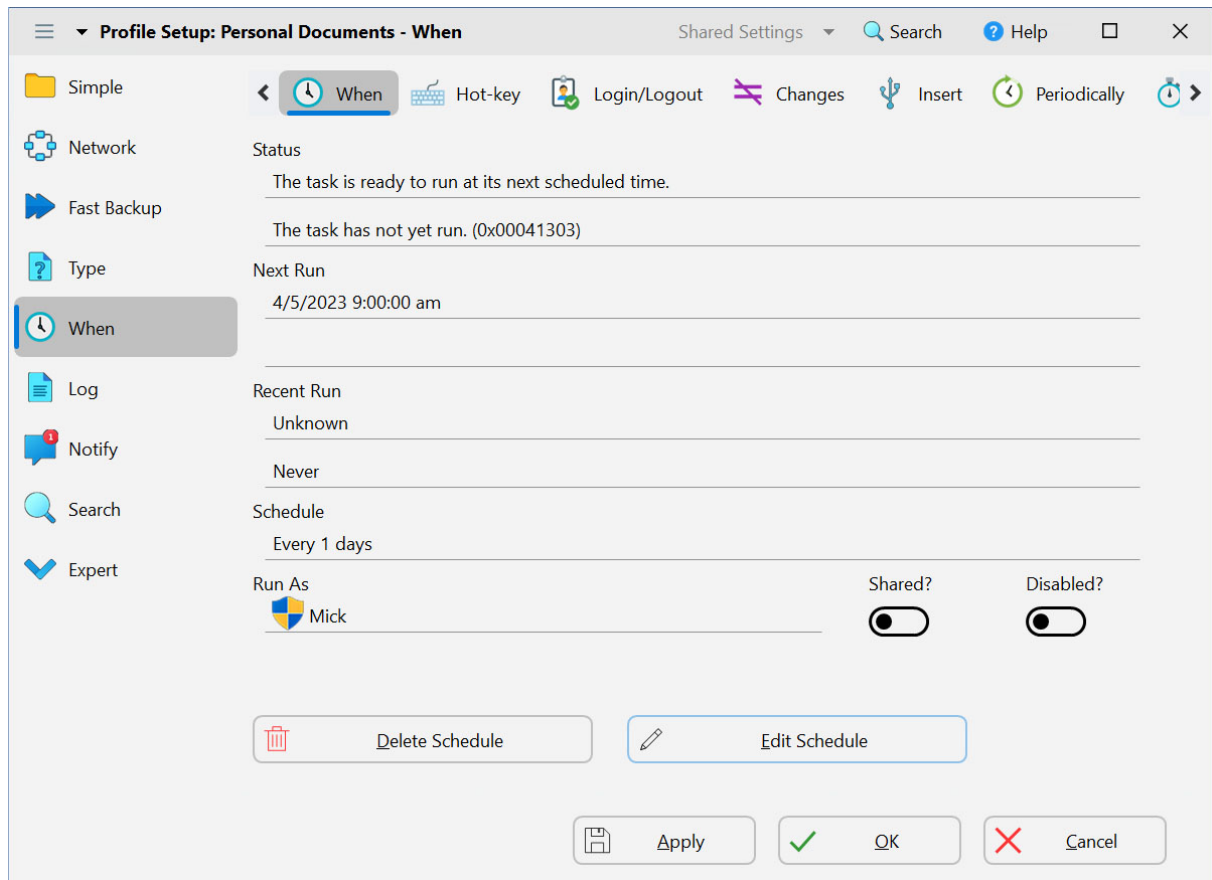 Profile Setup: Personal Documents - When
Shared Settings
Search
Help
Simple
Network
Fast Backup
Type
When
Log
Notify
1
Search
Expert
When
Hot-key
Login/Logout
Changes
Insert
Periodically
Status
The task is ready to run at its next scheduled time.
The task has not yet run. (0x00041303)
Next Run
4/5/2023 9:00:00 am
Recent Run
Unknown
Never
Schedule
Every 1 days
Run As
Shared?
Disabled?
Mick
Delete Schedule
Edit Schedule
Apply
OK
Cancel